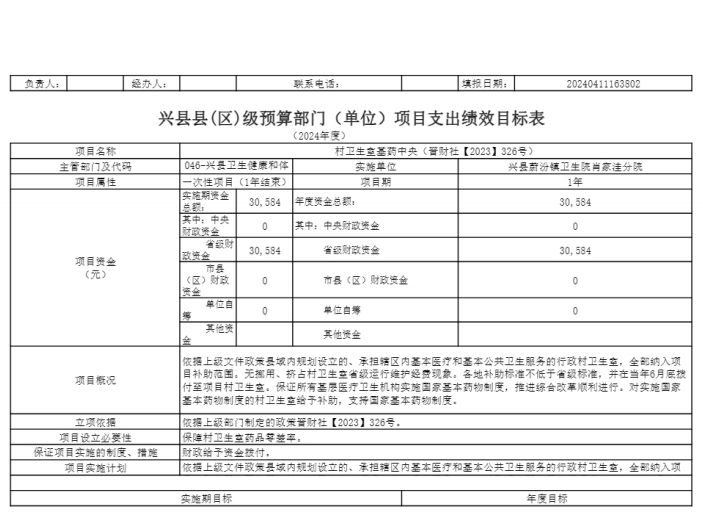 负责人： 经办人： 联系电话： 填报日期： 20240411163802
兴县县(区)级预算部门（单位）项目支出绩效目标表
（2024年度）
项目名称 村卫生室基药中央（晋财社【2023】326号）
主管部门及代码 046-兴县卫生健康和体 实施单位 兴县蔚汾镇卫生院肖家洼分院
项目属性 一次性项目（1年结束） 项目期 1年
项目资金
（元）
实施期资金
总额： 30,584 年度资金总额： 30,584
其中：中央
财政资金 0 其中：中央财政资金 0
省级财
政资金 30,584 省级财政资金 30,584
市县
（区）财政
资金 0 市县（区）财政资金 0
单位自
筹 0 单位自筹 0
其他资
金 其他资金
项目概况
依据上级文件政策县域内规划设立的、承担辖区内基本医疗和基本公共卫生服务的行政村卫生室，全部纳入项
目补助范围。无挪用、挤占村卫生室省级运行维护经费现象。各地补助标准不低于省级标准，并在当年6月底拨
付至项目村卫生室。保证所有基层医疗卫生机构实施国家基本药物制度，推进综合改革顺利进行。对实施国家
基本药物制度的村卫生室给予补助，支持国家基本药物制度。
立项依据 依据上级部门制定的政策晋财社【2023】326号。
项目设立必要性 保障村卫生室药品零差率。
保证项目实施的制度、措施 财政给予资金拨付。
项目实施计划 依据上级文件政策县域内规划设立的、承担辖区内基本医疗和基本公共卫生服务的行政村卫生室，全部纳入项
实施期目标 年度目标